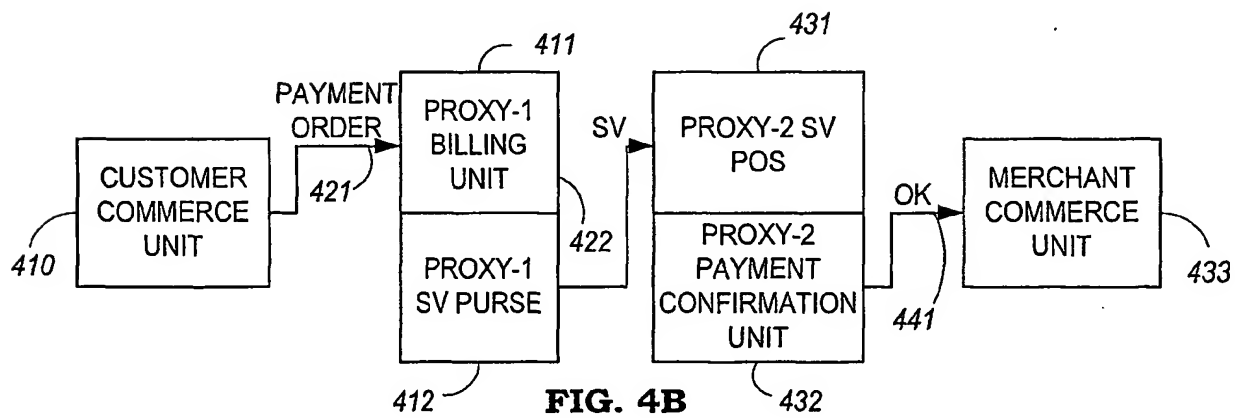 411
431
PAYMENT
ORDER
421
CUSTOMER
COMMERCE
UNIT
410
PROXY-1
BILLING
UNIT
422
PROXY-1
SV PURSE
412
SV
PROXY-2 SV
POS
PROXY-2
PAYMENT
CONFIRMATION
UNIT
432
OK
441
MERCHANT
COMMERCE
UNIT
433
FIG. 4B